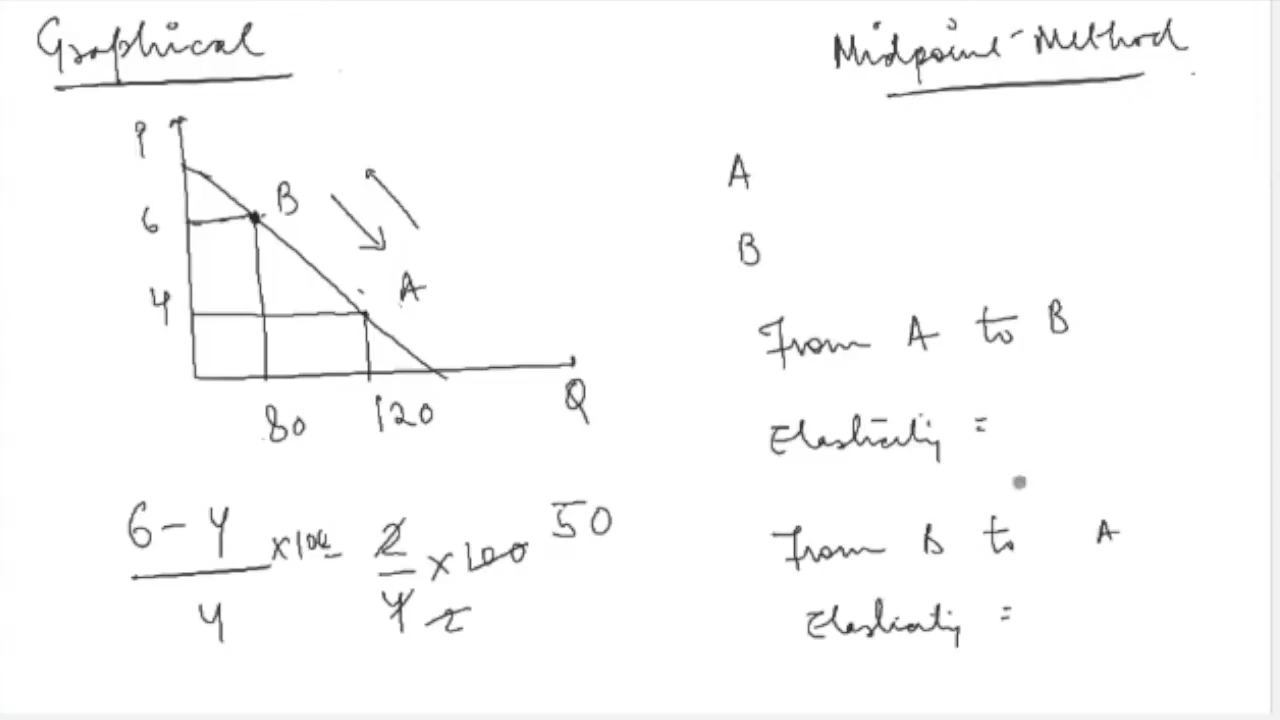 Graphical
Midpoint-Method
P
6
B
4
A
80
120
Q
6-4
4
×100
2
4
×100
2
50
A
B
From A to B
Elasticity =
From B to A
Elasticity =